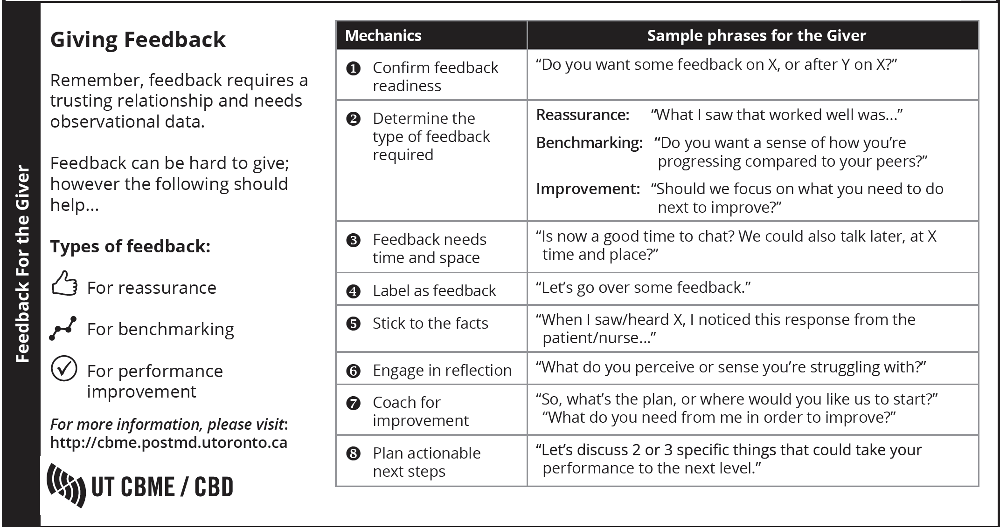 Feedback For the Giver
Giving Feedback
Remember, feedback requires a
trusting relationship and needs
observational data.
Feedback can be hard to give;
however the following should
help...
Types of feedback:
For reassurance
For benchmarking
For performance
improvement
For more information, please visit:
http://cbme.postmd.utoronto.ca
UT CBME / CBD
Mechanics
Sample phrases for the Giver
❶ Confirm feedback
readiness
“Do you want some feedback on X, or after Y on X?”
❷ Determine the
type of feedback
required
Reassurance: “What I saw that worked well was...”
Benchmarking: “Do you want a sense of how you’re
progressing compared to your peers?”
Improvement: “Should we focus on what you need to do
next to improve?”
❸ Feedback needs
time and space
“Is now a good time to chat? We could also talk later, at X
time and place?”
❹ Label as feedback
“Let’s go over some feedback.”
❺ Stick to the facts
“When I saw/heard X, I noticed this response from the
patient/nurse...”
❻ Engage in reflection
“What do you perceive or sense you’re struggling with?”
❼ Coach for
improvement
“So, what’s the plan, or where would you like us to start?”
“What do you need from me in order to improve?”
❽ Plan actionable
next steps
“Let’s discuss 2 or 3 specific things that could take your
performance to the next level.”